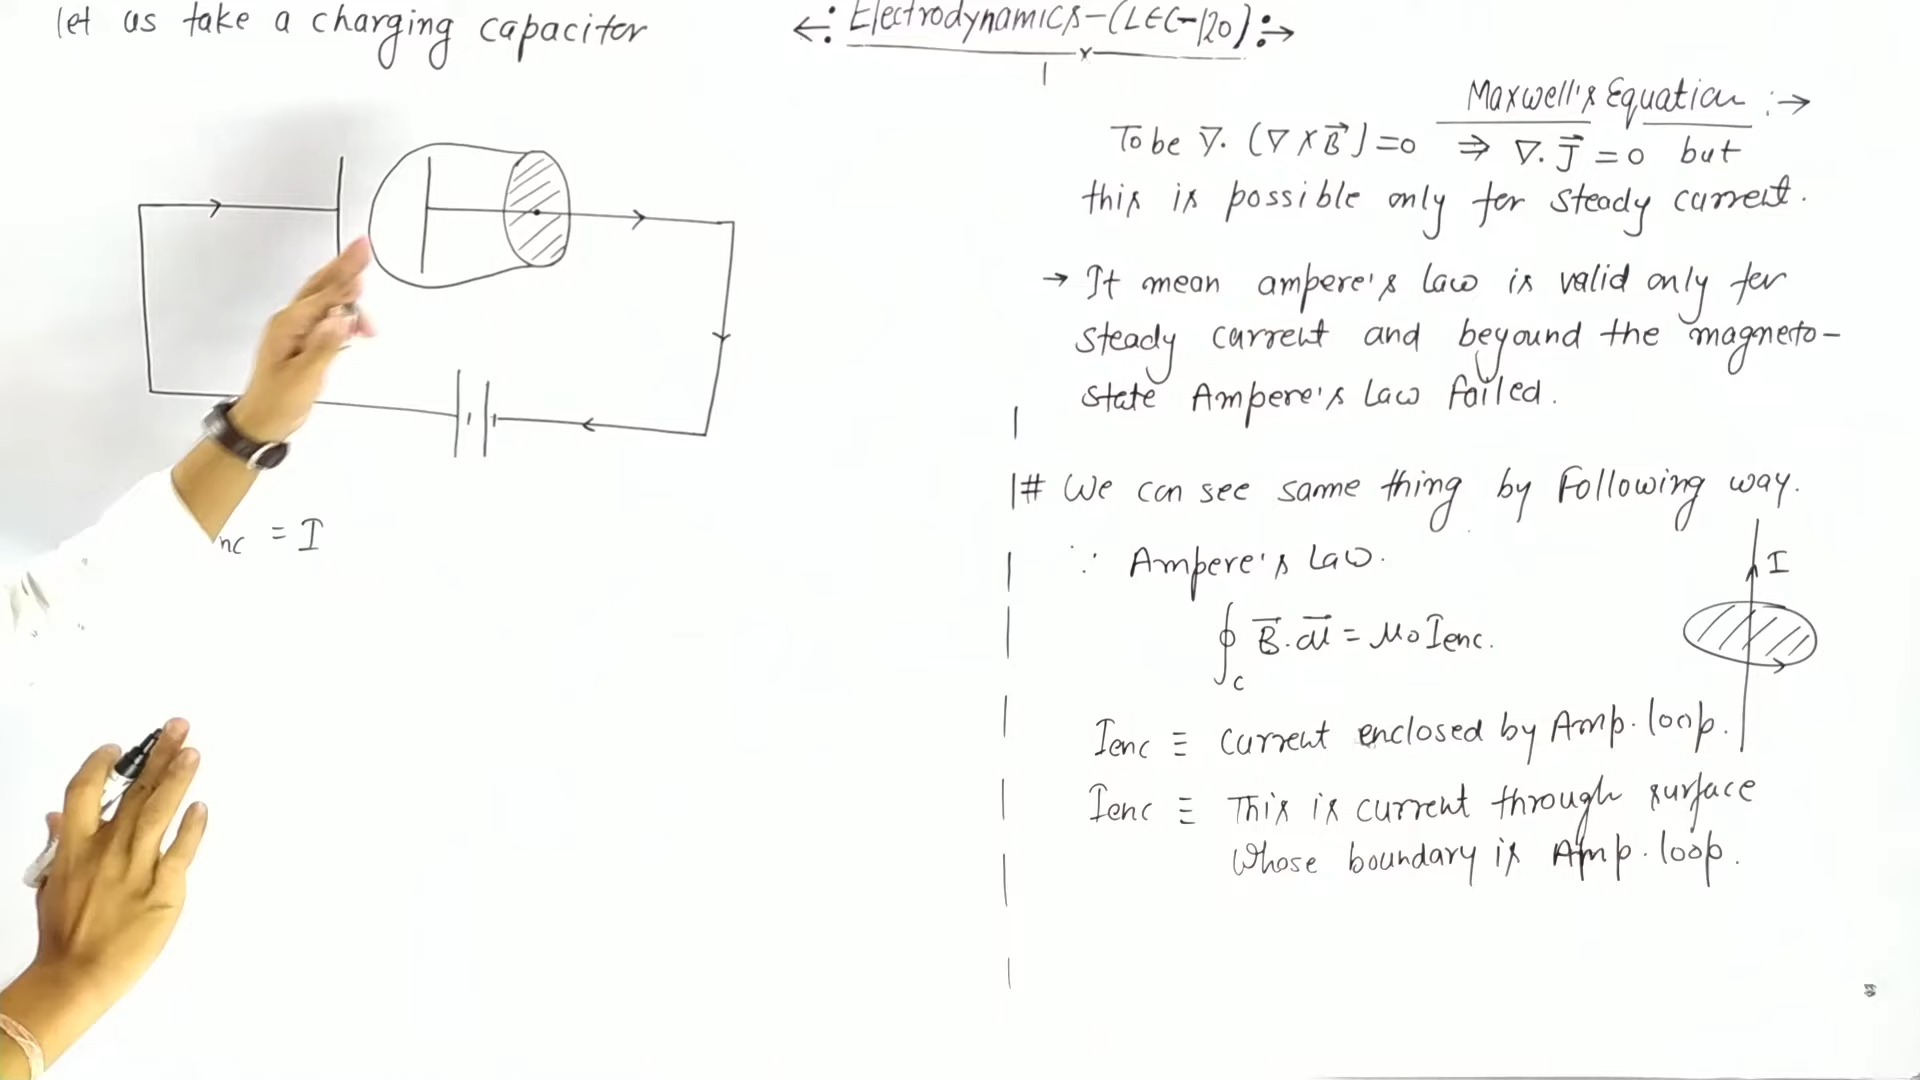 let us take a charging capacitor
nc = I
←: Electrodynamics-(LEC-120):→
Maxwell's Equation :→
To be ∇. (∇ × B⃗) = 0 ⇒ ∇. J⃗ = 0 but
this is possible only for steady current.
→ It mean ampere's law is valid only for
steady current and beyound the magneto-
state Ampere's Law failed.
# We can see same thing by Following way.
∵ Ampere's Law.
I
∮c B⃗.dl⃗ = μ₀Ienc.
Ienc ≡ current enclosed by Amp. loop.
Ienc ≡ This is current through surface
Whose boundary is Amp. loop.